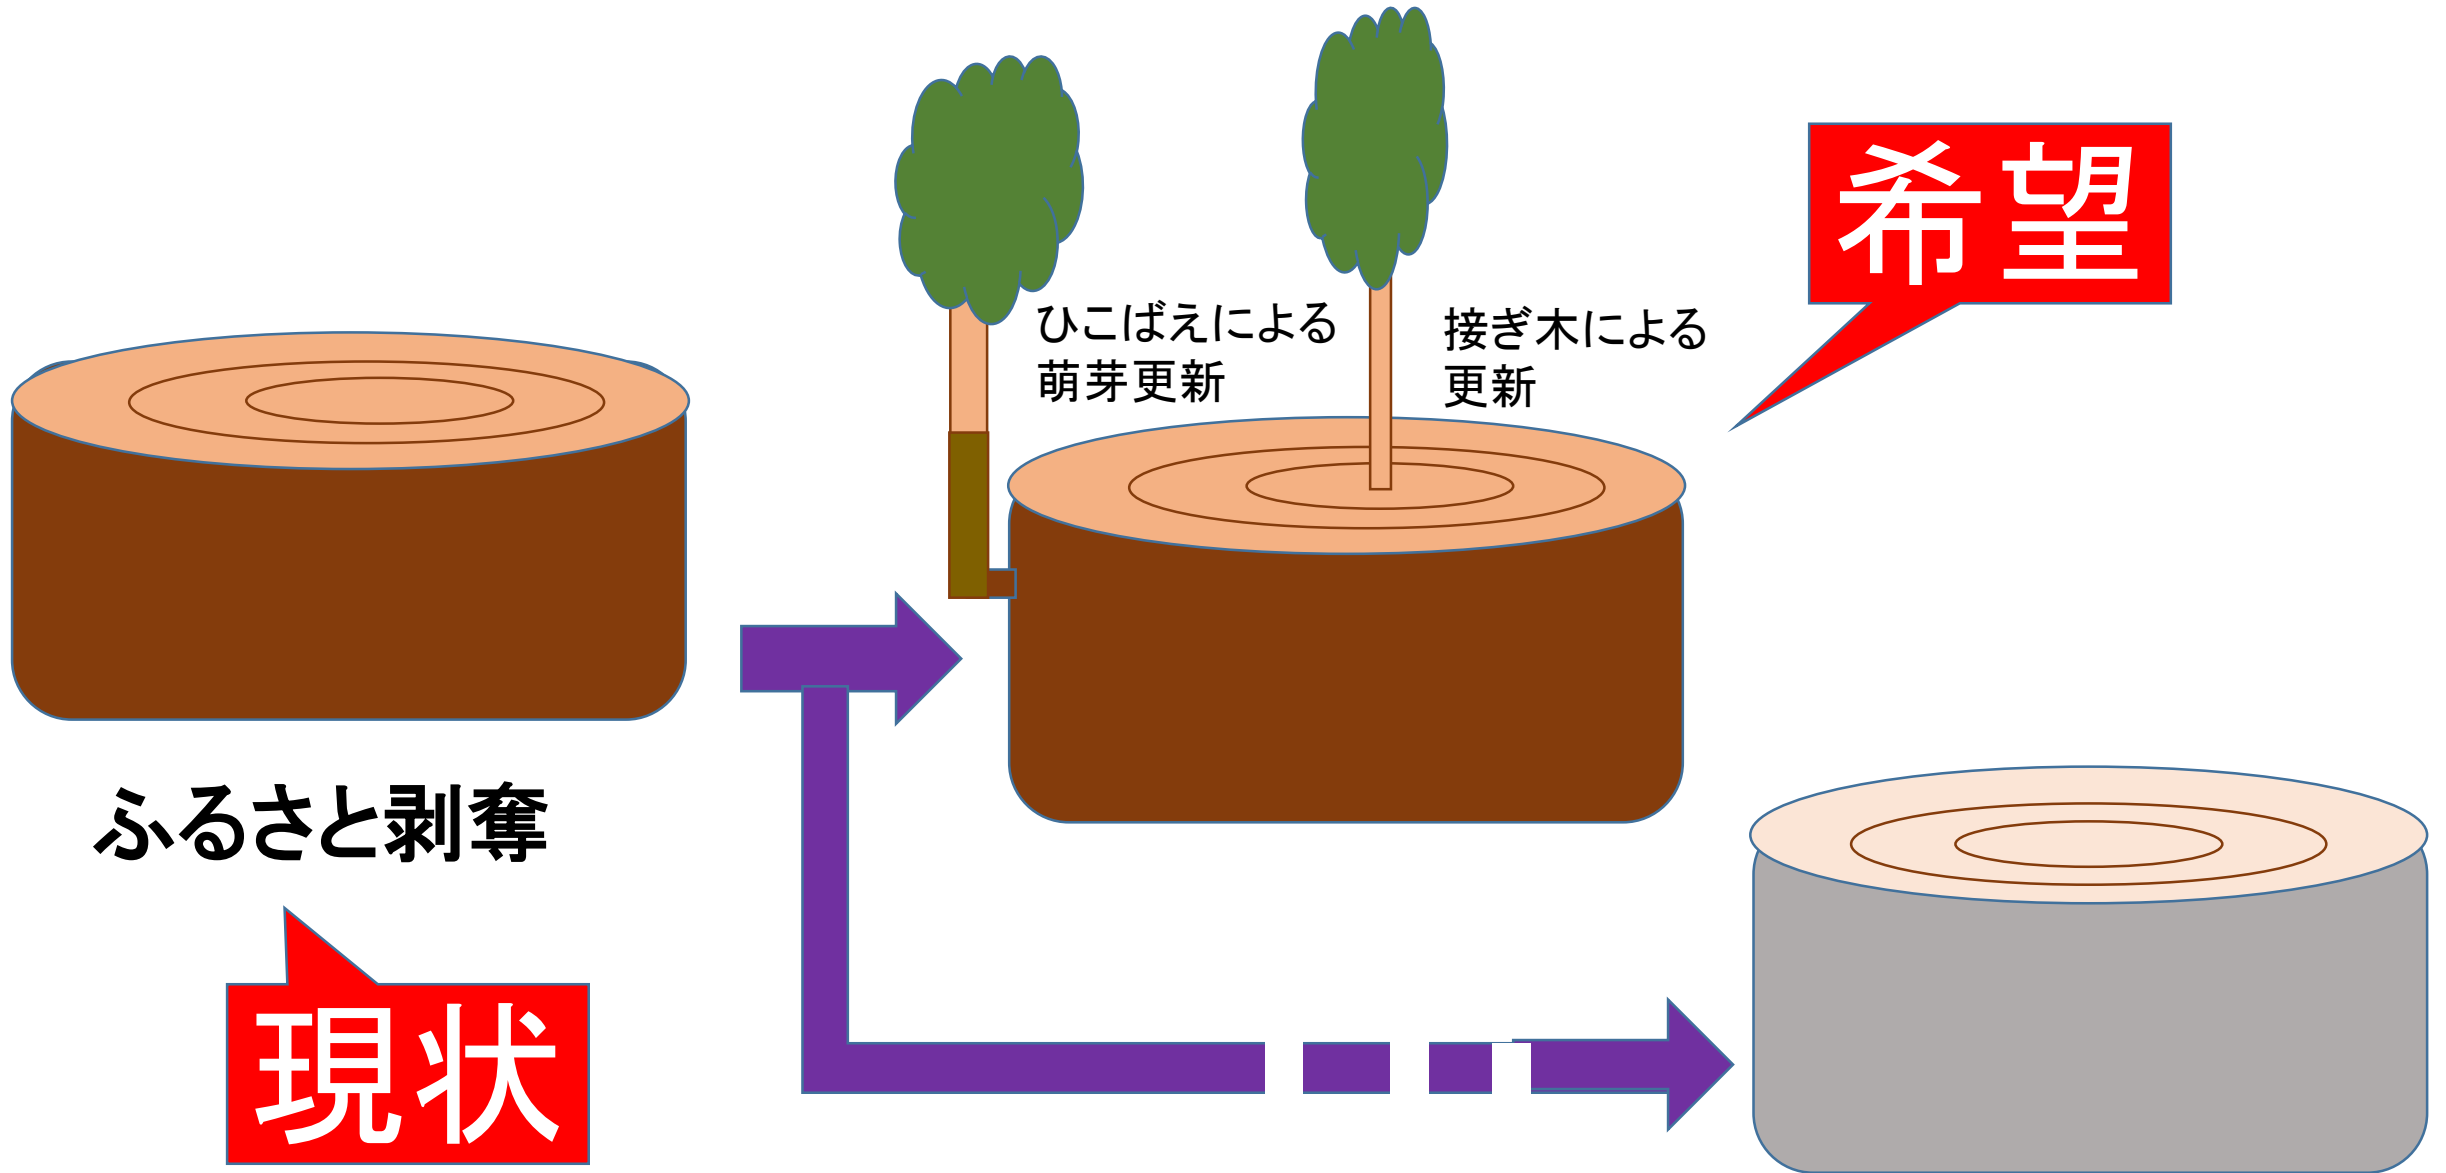 希望
ひこばえによる
萌芽更新
接ぎ木による
更新
ふるさと剥奪
現状